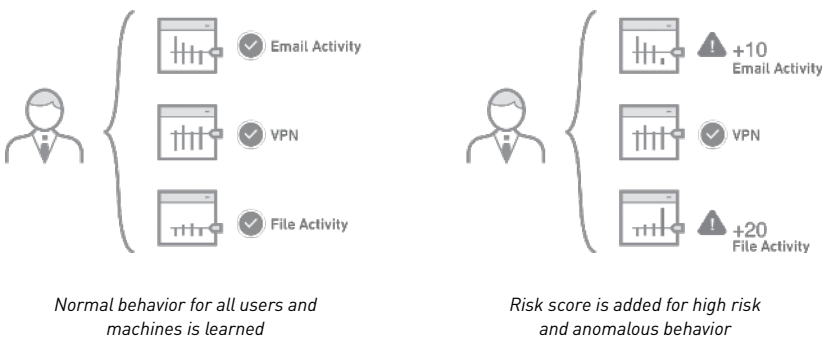 Email Activity
VPN
File Activity
Normal behavior for all users and
machines is learned
+10
Email Activity
VPN
+20
File Activity
Risk score is added for high risk
and anomalous behavior